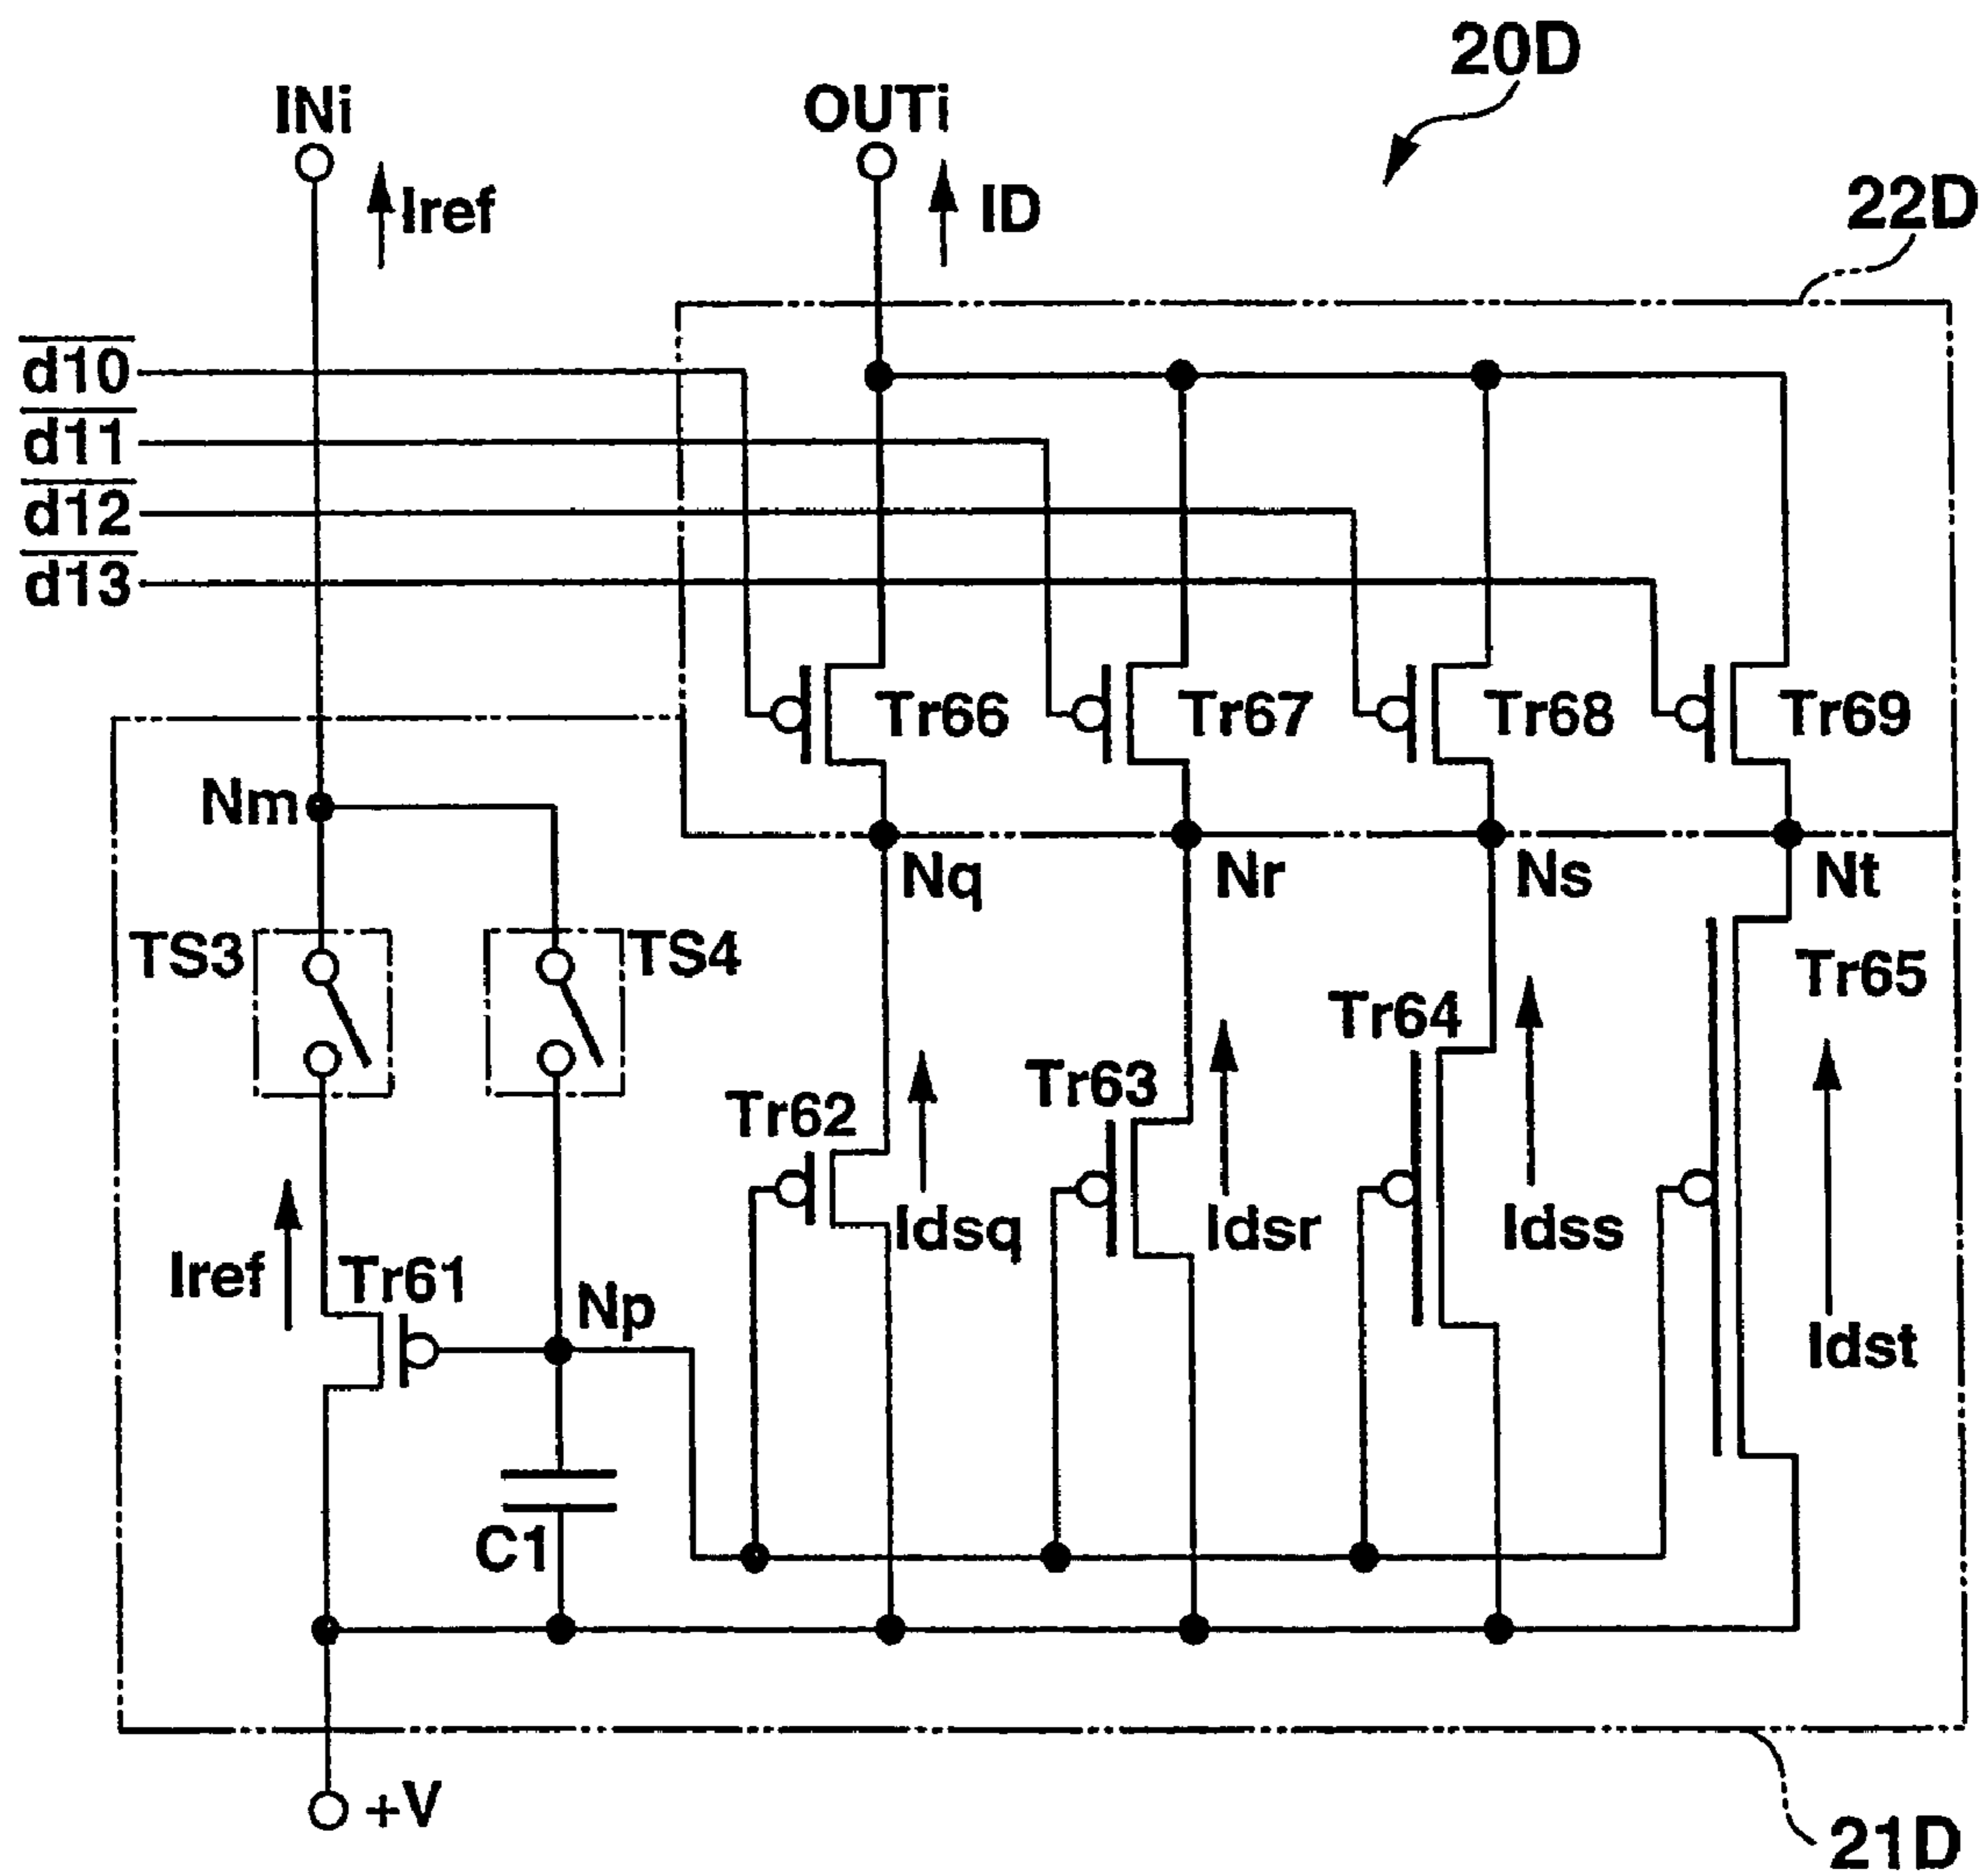 20D
INi
OUTi
Iref
ID
22D
d10
d11
d12
d13
Tr66
Tr67
Tr68
Tr69
Nm
Nq
Nr
Ns
Nt
TS3
TS4
Tr65
Tr64
Tr63
Tr62
Idsq
Idsr
Idss
Iref
Tr61
Np
Idst
C1
+V
21D